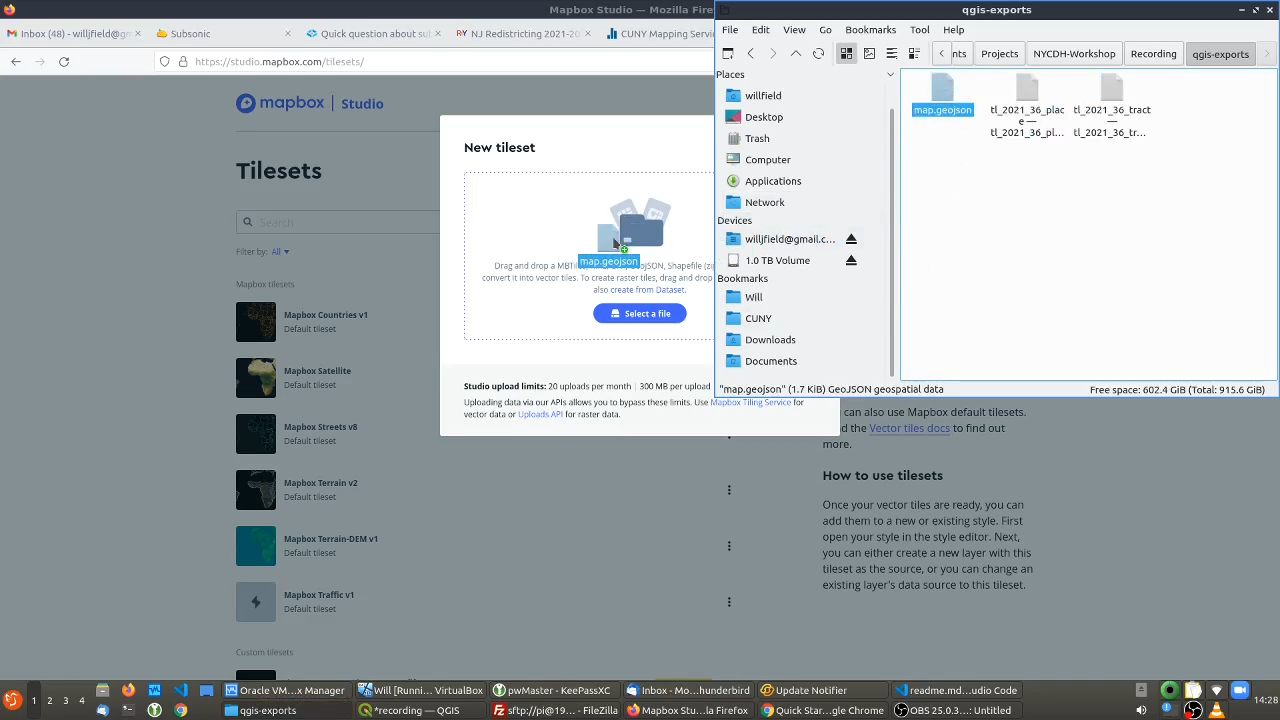 Mapbox Studio — Mozilla Fire
Inbox (48) - willjfield@gm
Subsonic
Quick question about su
NJ Redistricting 2021-20
CUNY Mapping Servic
https://studio.mapbox.com/tilesets/
mapbox | Studio
Tilesets
Search
Filter by: All
Mapbox tilesets
Mapbox Countries v1
Default tileset
Mapbox Satellite
Default tileset
Mapbox Streets v8
Default tileset
Mapbox Terrain v2
Default tileset
Mapbox Terrain-DEM v1
Default tileset
Mapbox Traffic v1
Default tileset
Custom tilesets
New tileset
map.geojson
Drag and drop a MBTi
GeoJSON, Shapefile (zi
convert it into vector tiles. To create raster tiles, drag and drop
also create from Dataset.
Select a file
Studio upload limits: 20 uploads per month | 300 MB per upload
Uploading data via our APIs allows you to bypass these limits. Use Mapbox Tiling Service for
vector data or Uploads API for raster data.
can also use Mapbox default tilesets.
d the Vector tiles docs to find out
more.
How to use tilesets
Once your vector tiles are ready, you can
add them to a new or existing style. First
open your style in the style editor. Next,
you can either create a new layer with this
tileset as the source, or you can change an
existing layer's data source to this tileset.
qgis-exports
File Edit View Go Bookmarks Tool Help
nts Projects NYCDH-Workshop Recording qgis-exports
Places
willfield
Desktop
Trash
Computer
Applications
Network
Devices
willjfield@gmail.c...
1.0 TB Volume
Bookmarks
Will
CUNY
Downloads
Documents
map.geojson
tl_2021_36_plac
e —
tl_2021_36_pl...
tl_2021_36_tract
—
tl_2021_36_tr...
"map.geojson" (1.7 KiB) GeoJSON geospatial data
Free space: 602.4 GiB (Total: 915.6 GiB)
1
2 3 4
Oracle VM...x Manager
Will [Runni... VirtualBox
pwMaster - KeePassXC
Inbox - Mo...hunderbird
Update Notifier
readme.md...udio Code
qgis-exports
*recording — QGIS
sftp://pi@19... - FileZilla
Mapbox Stu...la Firefox
Quick Star...gle Chrome
OBS 25.0.3...: Untitled
14:28